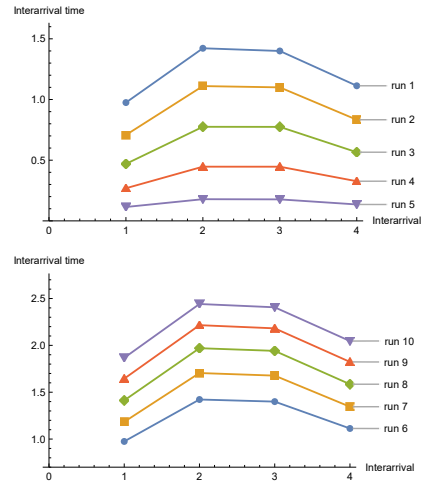 Interarrival time
1.5
1.0
0.5
run 1
run 2
run 3
run 4
run 5
0 1 2 3 4
Interarrival
Interarrival time
2.5
2.0
1.5
1.0
run 10
run 9
run 8
run 7
run 6
0 1 2 3 4
Interarrival